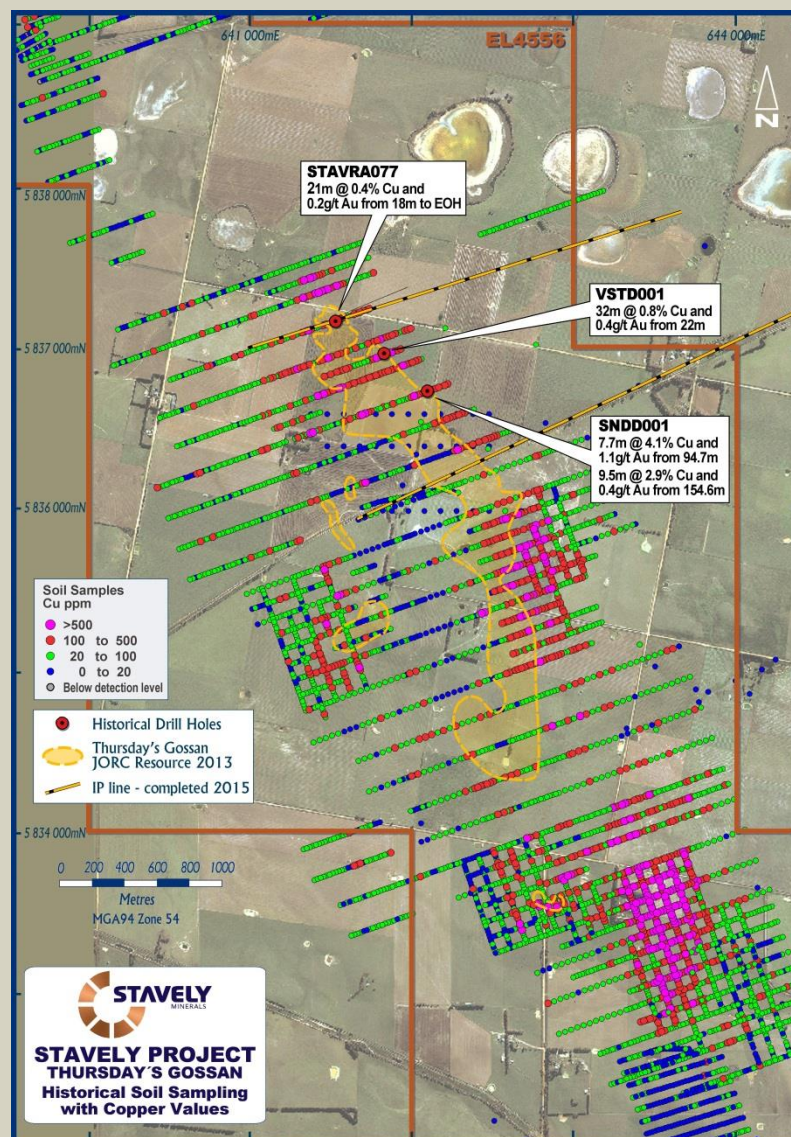 641 000mE
EL4556
644 000mE
N
5 838 000mN
STAVRA077
21m @ 0.4% Cu and
0.2g/t Au from 18m to EOH
VSTD001
32m @ 0.8% Cu and
0.4g/t Au from 22m
5 837 000mN
SNDD001
7.7m @ 4.1% Cu and
1.1g/t Au from 94.7m
9.5m @ 2.9% Cu and
0.4g/t Au from 154.6m
5 836 000mN
Soil Samples
Cu ppm
>500
100 to 500
20 to 100
0 to 20
Below detection level
Historical Drill Holes
Thursday's Gossan
JORC Resource 2013
IP line - completed 2015
5 834 000mN
0 200 400 600 800 1000
Metres
MGA94 Zone 54
STAVELY
MINERALS
STAVELY PROJECT
THURSDAY'S GOSSAN
Historical Soil Sampling
with Copper Values